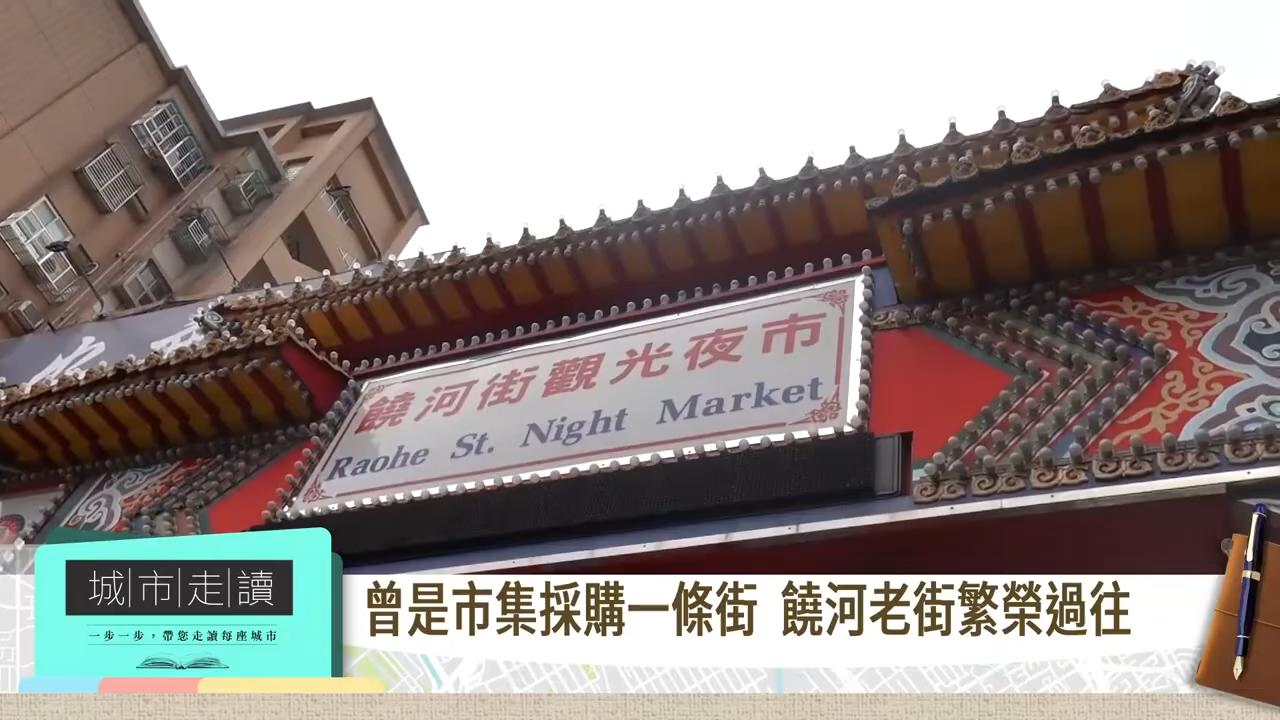 饒河街觀光夜市
Raohe St. Night Market
城市走讀
一步一步，帶您走讀每座城市
曾是市集採購一條街 饒河老街繁榮過往